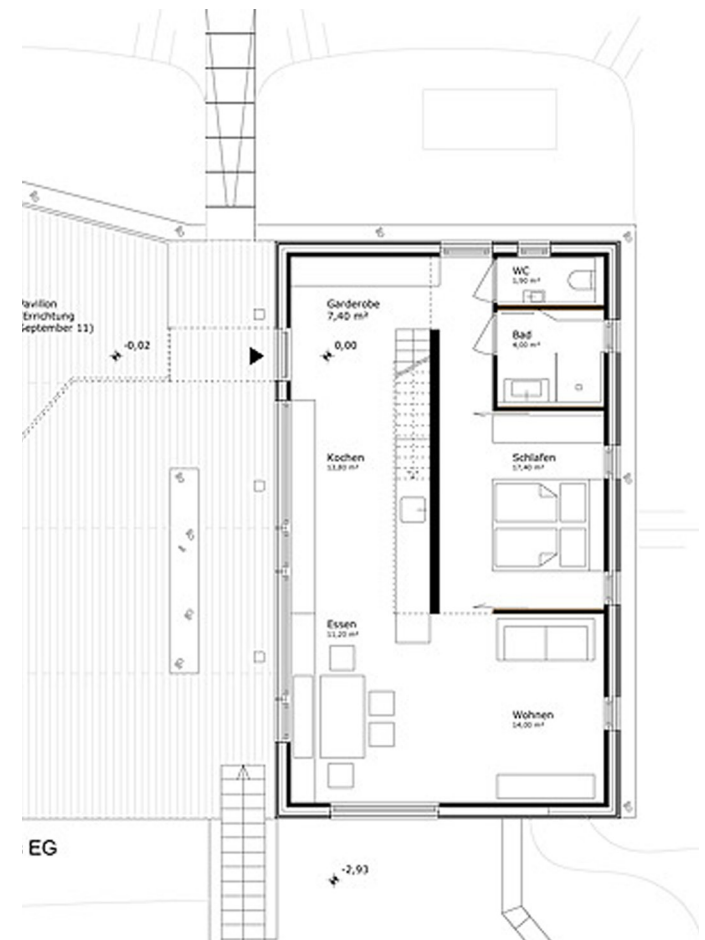 WC
1,90 m²
Pavillon
Errichtung
September 11)
Garderobe
7,40 m²
-0,02
0,00
Bad
4,00 m²
Kochen
13,80 m²
Schlafen
17,40 m²
Essen
11,20 m²
Wohnen
14,00 m²
EG
-2,93